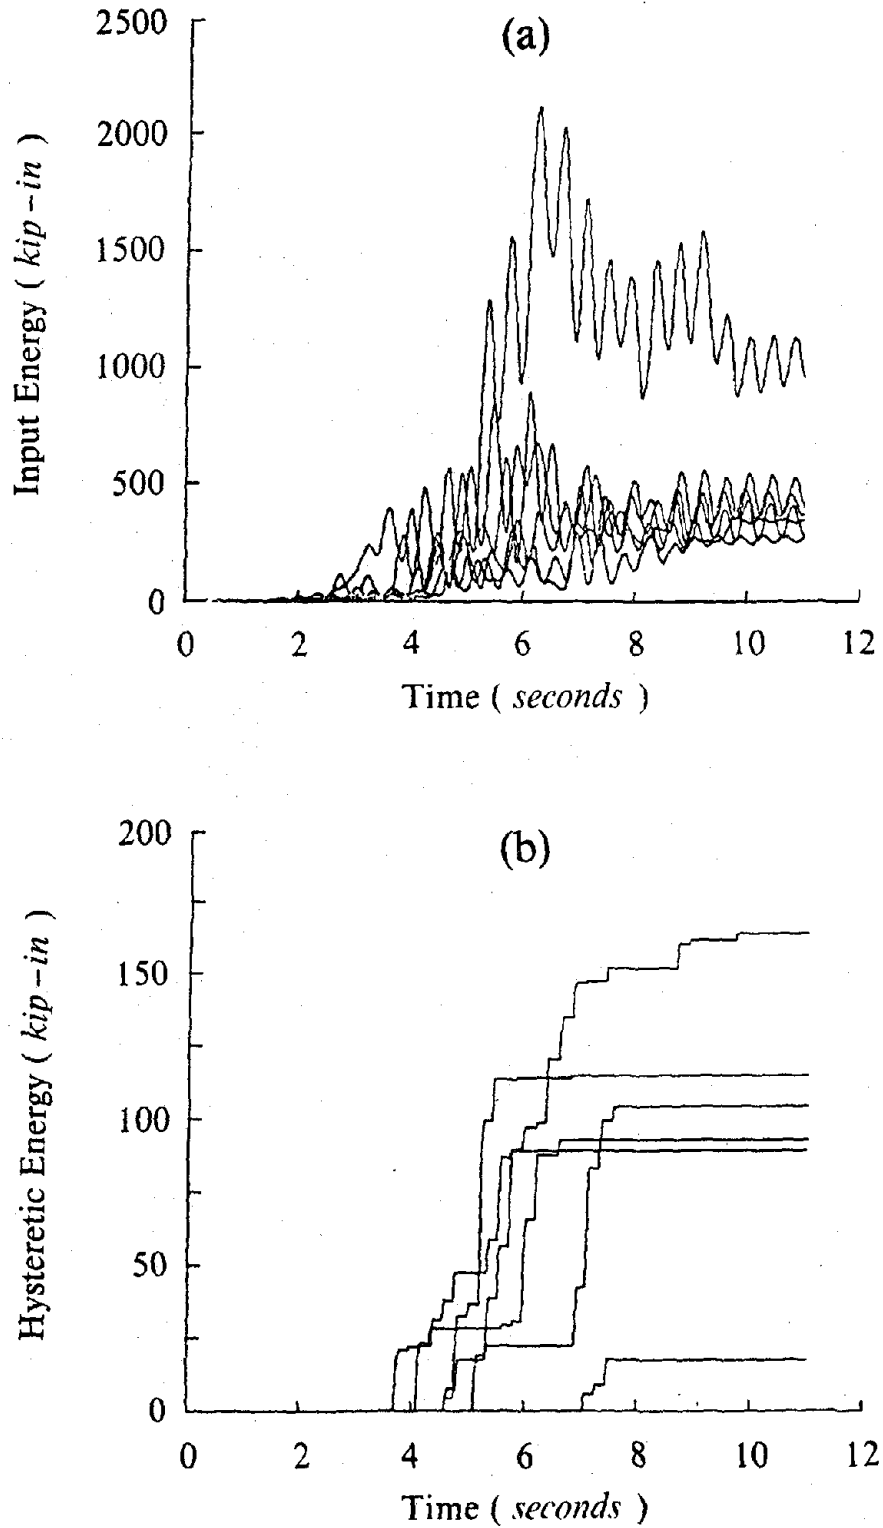 (a)
2500
2000
1500
1000
500
0
Input Energy ( kip – in )
0 2 4 6 8 10 12
Time ( seconds )
(b)
200
150
100
50
0
Hysteretic Energy ( kip – in )
0 2 4 6 8 10 12
Time ( seconds )